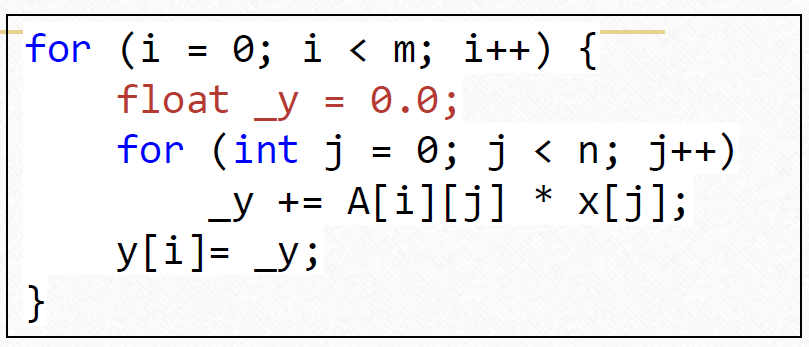 for (i = 0; i < m; i++) {
    float _y = 0.0;
    for (int j = 0; j < n; j++)
        _y += A[i][j] * x[j];
    y[i]= _y;
}